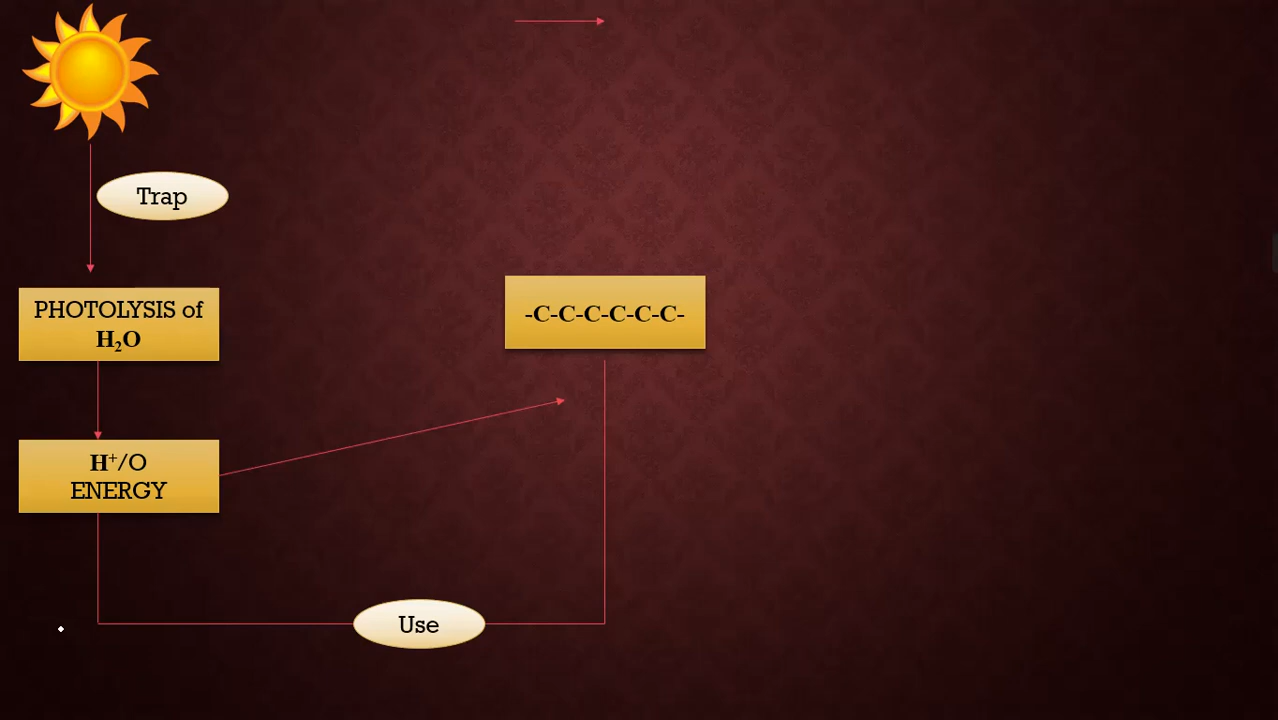 Trap
PHOTOLYSIS of
H₂O
-C-C-C-C-C-C-
H⁺/O
ENERGY
Use